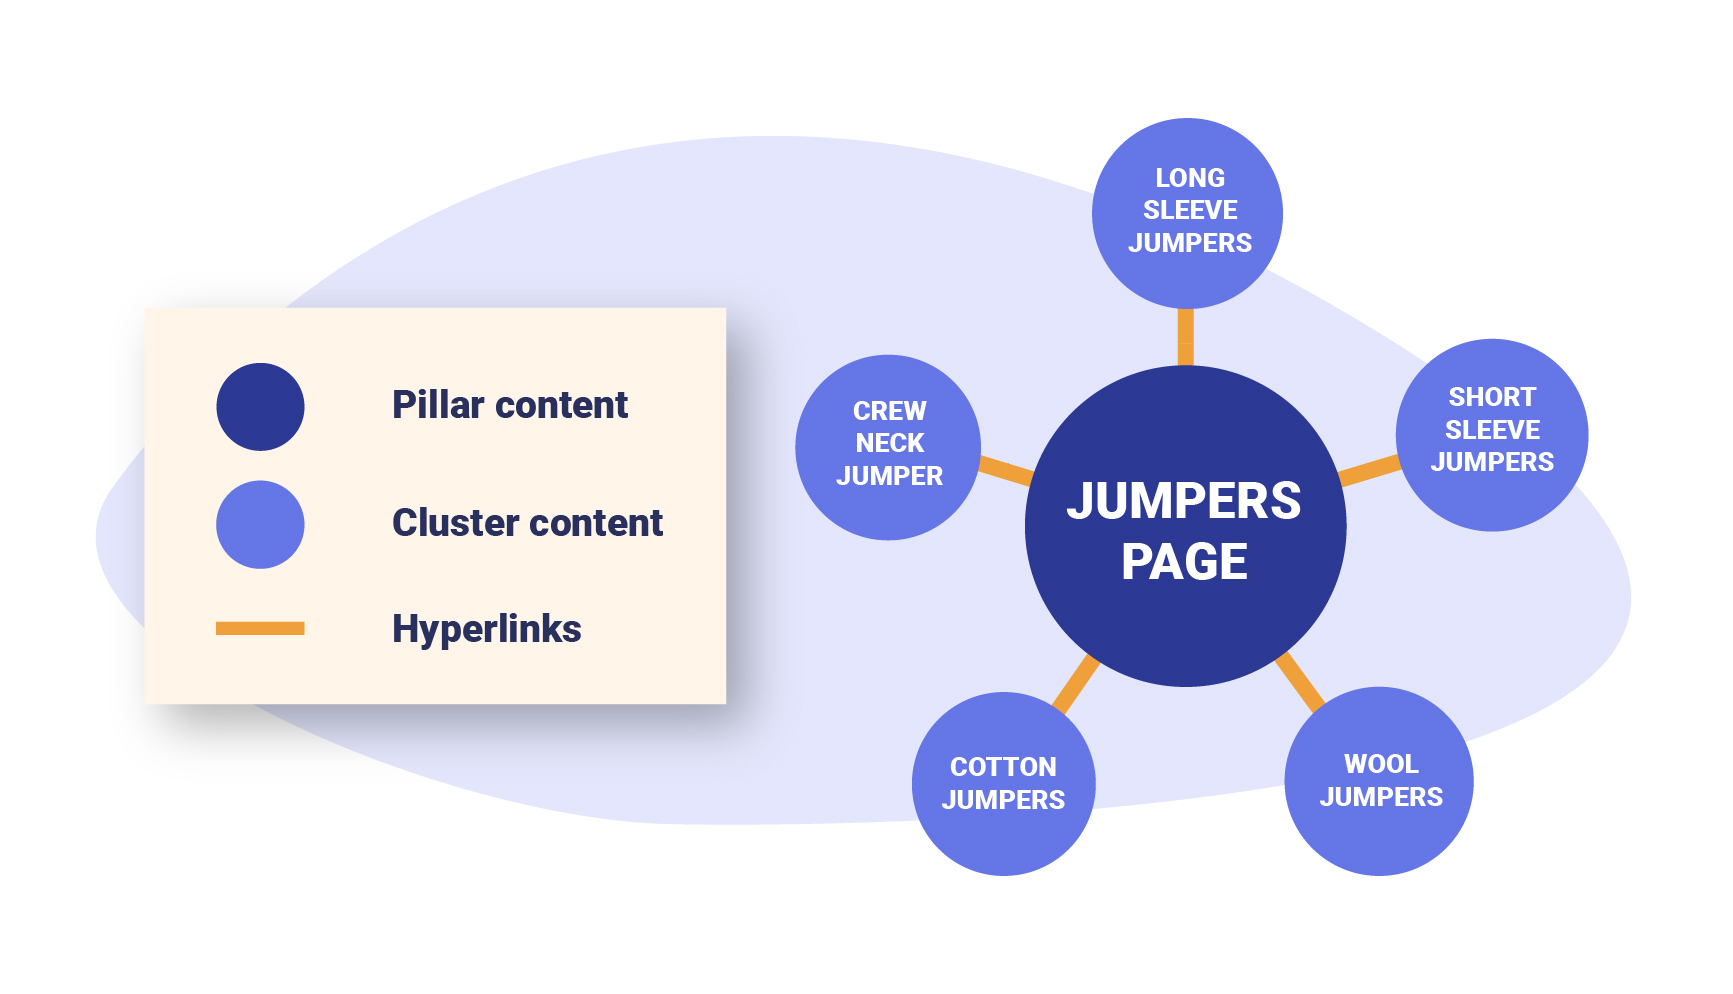 Pillar content
Cluster content
Hyperlinks
LONG
SLEEVE
JUMPERS
CREW
NECK
JUMPER
SHORT
SLEEVE
JUMPERS
JUMPERS
PAGE
COTTON
JUMPERS
WOOL
JUMPERS